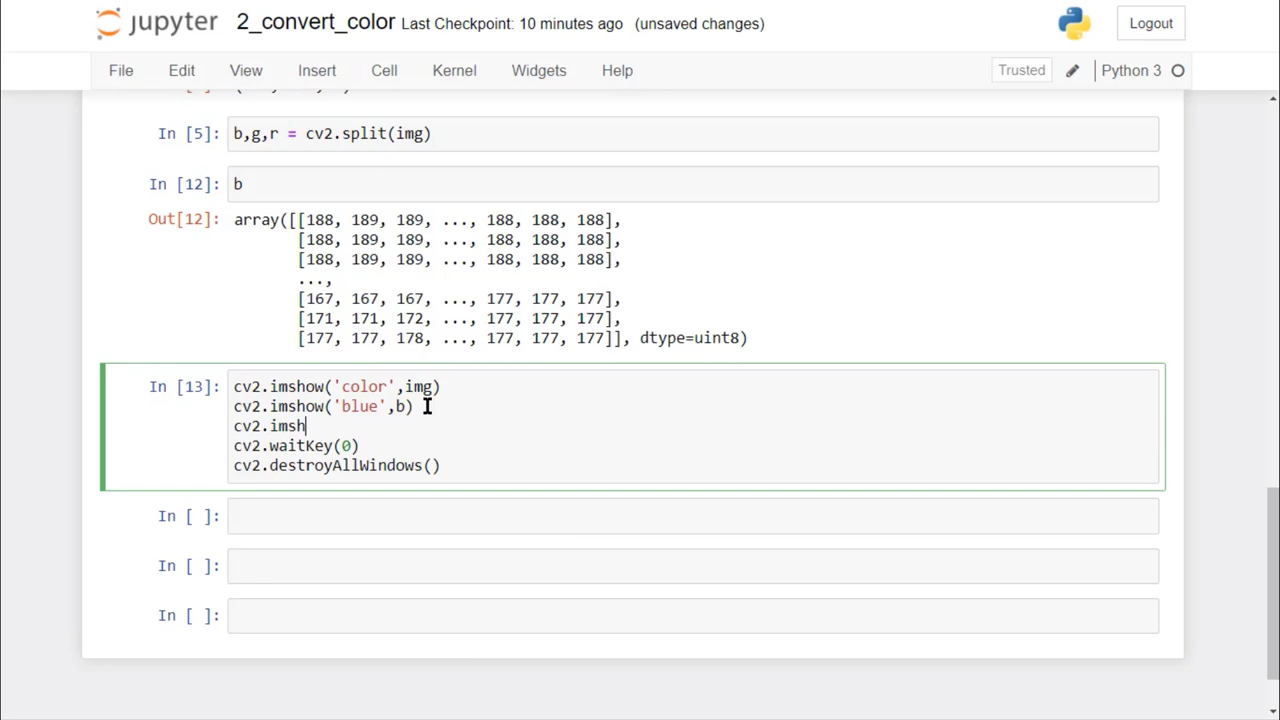 jupyter 2_convert_color Last Checkpoint: 10 minutes ago (unsaved changes) Logout
File Edit View Insert Cell Kernel Widgets Help Trusted Python 3
In [5]: b,g,r = cv2.split(img)
In [12]: b
Out[12]: array([[188, 189, 189, ..., 188, 188, 188],
[188, 189, 189, ..., 188, 188, 188],
[188, 189, 189, ..., 188, 188, 188],
...,
[167, 167, 167, ..., 177, 177, 177],
[171, 171, 172, ..., 177, 177, 177],
[177, 177, 178, ..., 177, 177, 177]], dtype=uint8)
In [13]: cv2.imshow('color',img)
cv2.imshow('blue',b)
cv2.imsh
cv2.waitKey(0)
cv2.destroyAllWindows()
In [ ]:
In [ ]:
In [ ]: